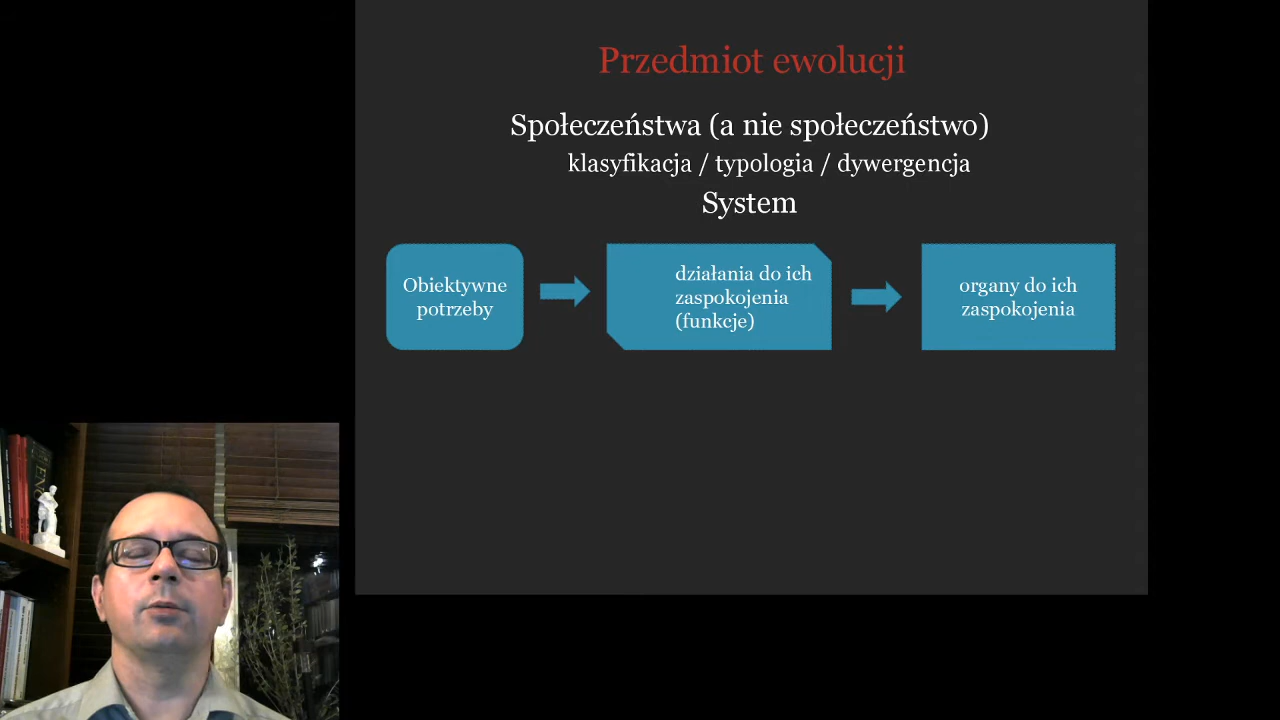 Przedmiot ewolucji
Społeczeństwa (a nie społeczeństwo)
klasyfikacja / typologia / dywergencja
System
Obiektywne
potrzeby
działania do ich
zaspokojenia
(funkcje)
organy do ich
zaspokojenia